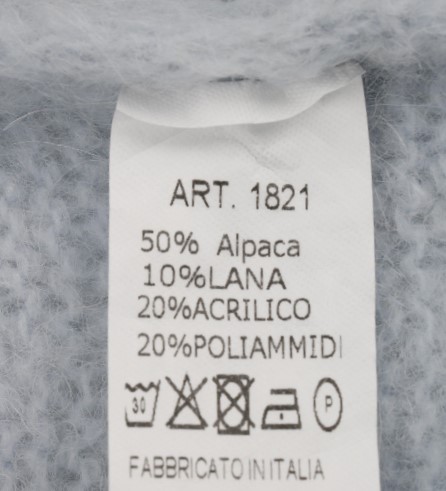 ART. 1821
50% Alpaca
10%LANA
20%ACRILICO
20%POLIAMMIDI
30 P
FABBRICATO IN ITALIA